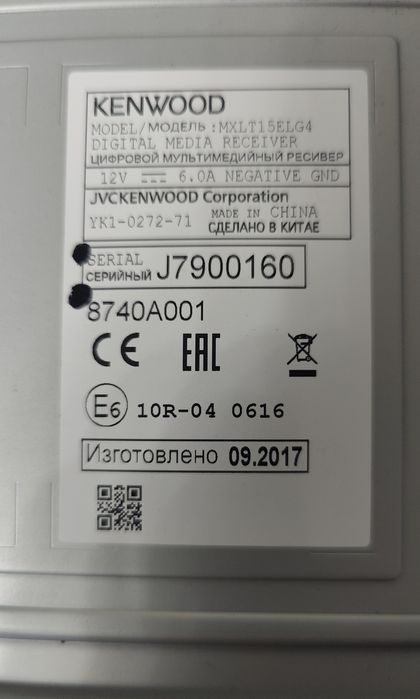 KENWOOD
MODEL/МОДЕЛЬ :MXLT15ELG4
DIGITAL MEDIA RECEIVER
ЦИФРОВОЙ МУЛЬТИМЕДИЙНЫЙ РЕСИВЕР
12V 6.0A NEGATIVE GND
JVCKENWOOD Corporation
YK1-0272-71 MADE IN CHINA
СДЕЛАНО В КИТАЕ
SERIAL
СЕРИЙНЫЙ J7900160
8740A001
CE EAC
E6 10R-04 0616
Изготовлено 09.2017